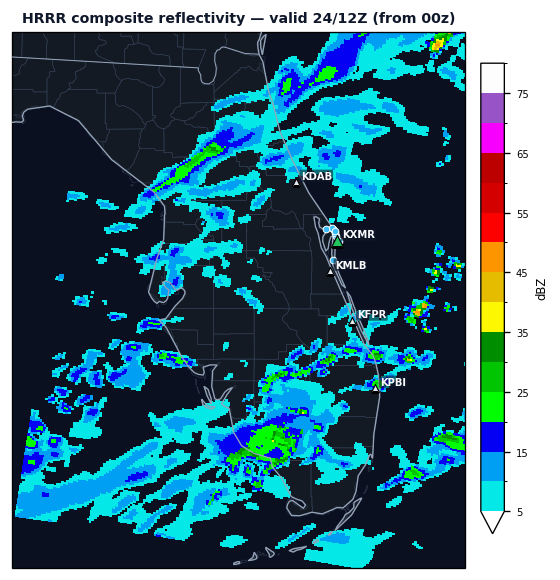 HRRR composite reflectivity — valid 24/12Z (from 00z)
KDAB
KXMR
KMLB
KFPR
KPBI
75
65
55
45
35
25
15
5
dBZ